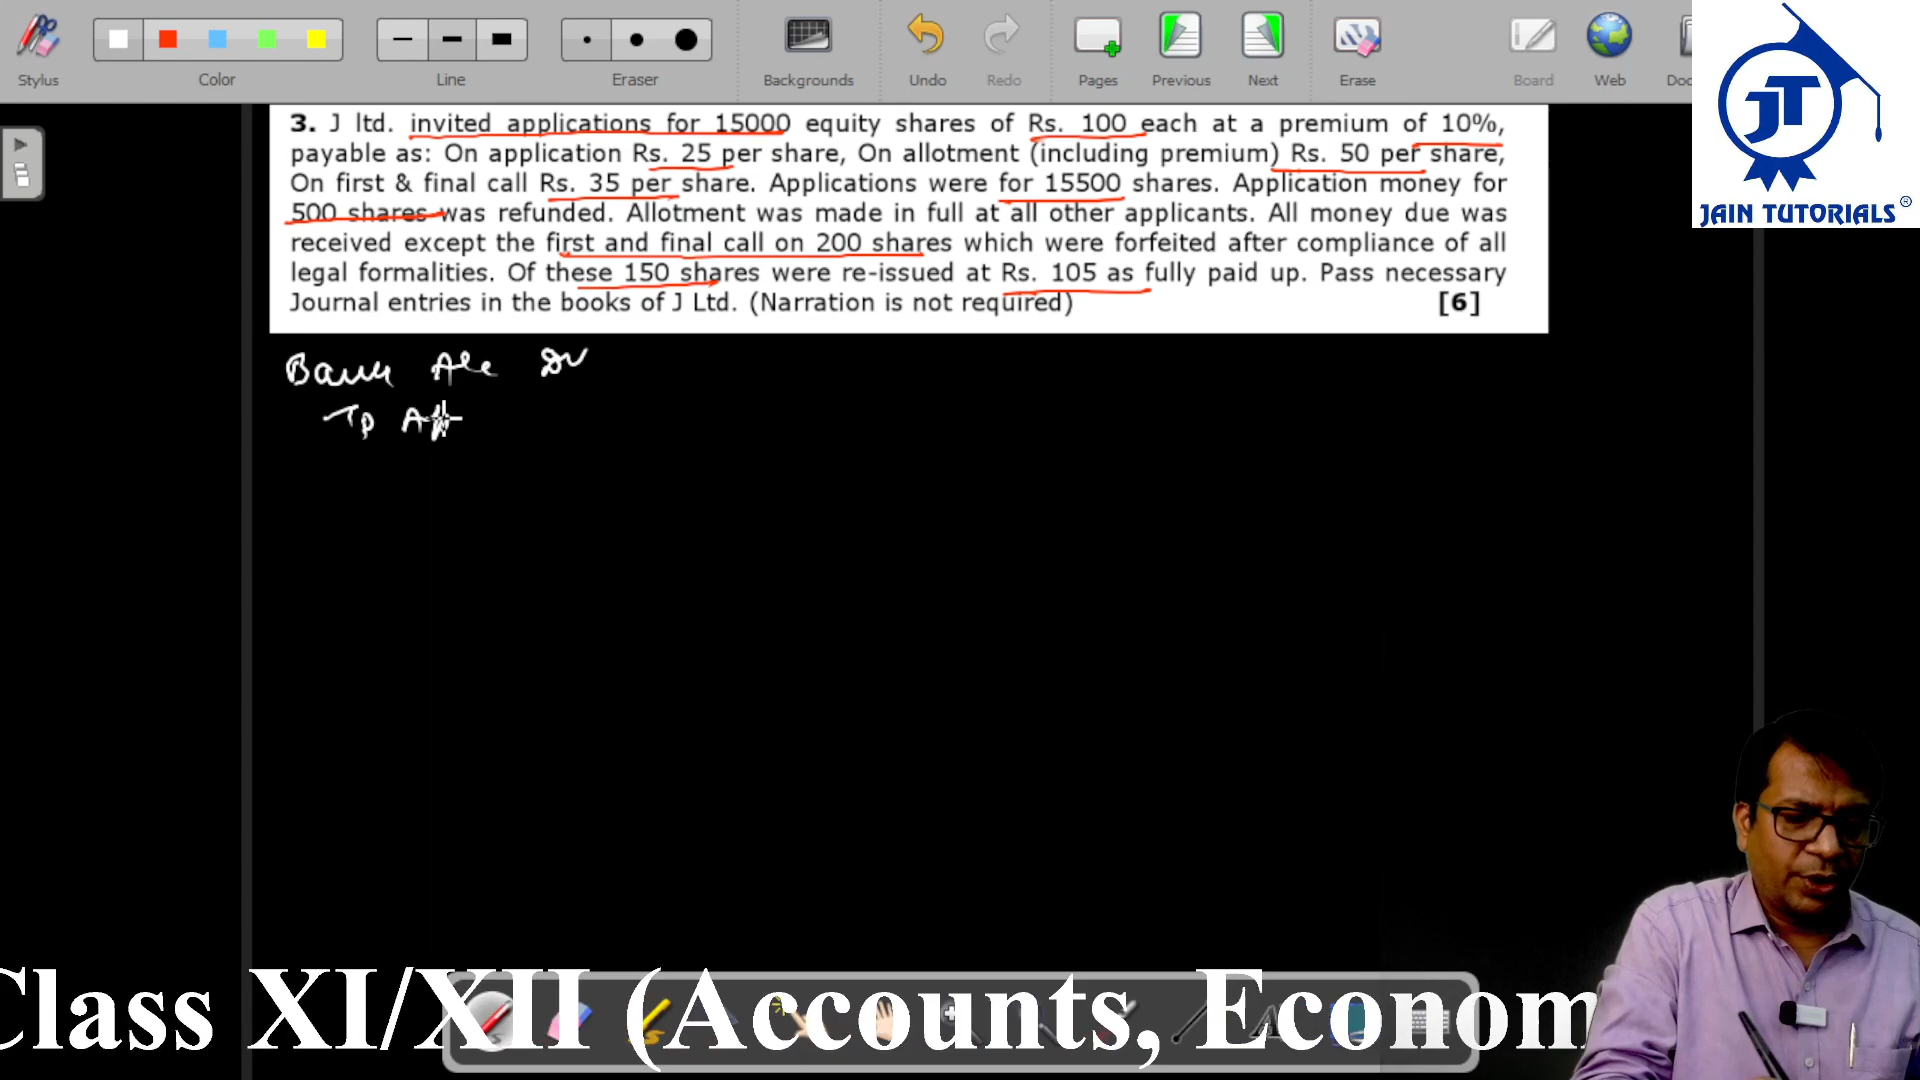 Stylus
Color
Line
Eraser
Backgrounds
Undo
Redo
Pages
Previous
Next
Erase
Board
Web
JT
JAIN TUTORIALS®
3. J ltd. invited applications for 15000 equity shares of Rs. 100 each at a premium of 10%,
payable as: On application Rs. 25 per share, On allotment (including premium) Rs. 50 per share,
On first & final call Rs. 35 per share. Applications were for 15500 shares. Application money for
500 shares was refunded. Allotment was made in full at all other applicants. All money due was
received except the first and final call on 200 shares which were forfeited after compliance of all
legal formalities. Of these 150 shares were re-issued at Rs. 105 as fully paid up. Pass necessary
Journal entries in the books of J Ltd. (Narration is not required) [6]
Bank A/c Dr
To
Class XI/XII (Accounts, Econom